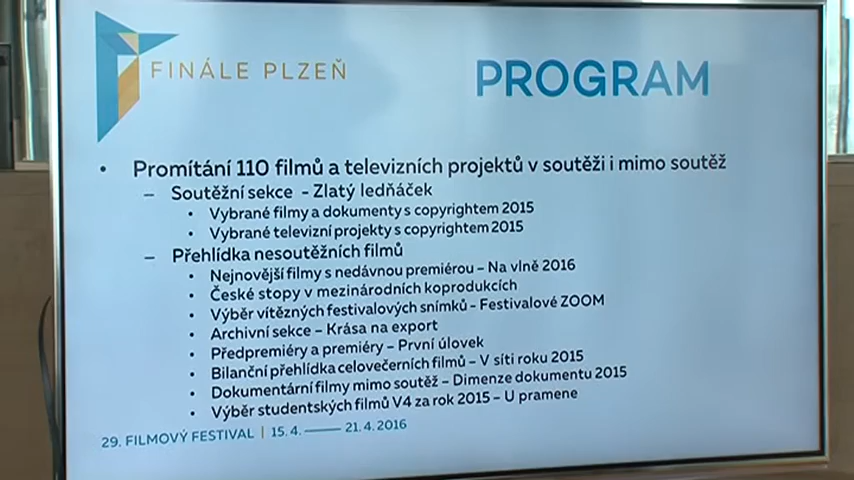 FINÁLE PLZEŇ
PROGRAM
• Promítání 110 filmů a televizních projektů v soutěži i mimo soutěž
– Soutěžní sekce - Zlatý ledňáček
• Vybrané filmy a dokumenty s copyrightem 2015
• Vybrané televizní projekty s copyrightem 2015
– Přehlídka nesoutěžních filmů
• Nejnovější filmy s nedávnou premiérou – Na vlně 2016
• České stopy v mezinárodních koprodukcích
• Výběr vítězných festivalových snímků - Festivalové ZOOM
• Archivní sekce – Krása na export
• Předpremiéry a premiéry – První úlovek
• Bilanční přehlídka celovečerních filmů – V síti roku 2015
• Dokumentární filmy mimo soutěž – Dimenze dokumentu 2015
• Výběr studentských filmů V4 za rok 2015 – U pramene
29. FILMOVÝ FESTIVAL | 15. 4. —— 21. 4. 2016